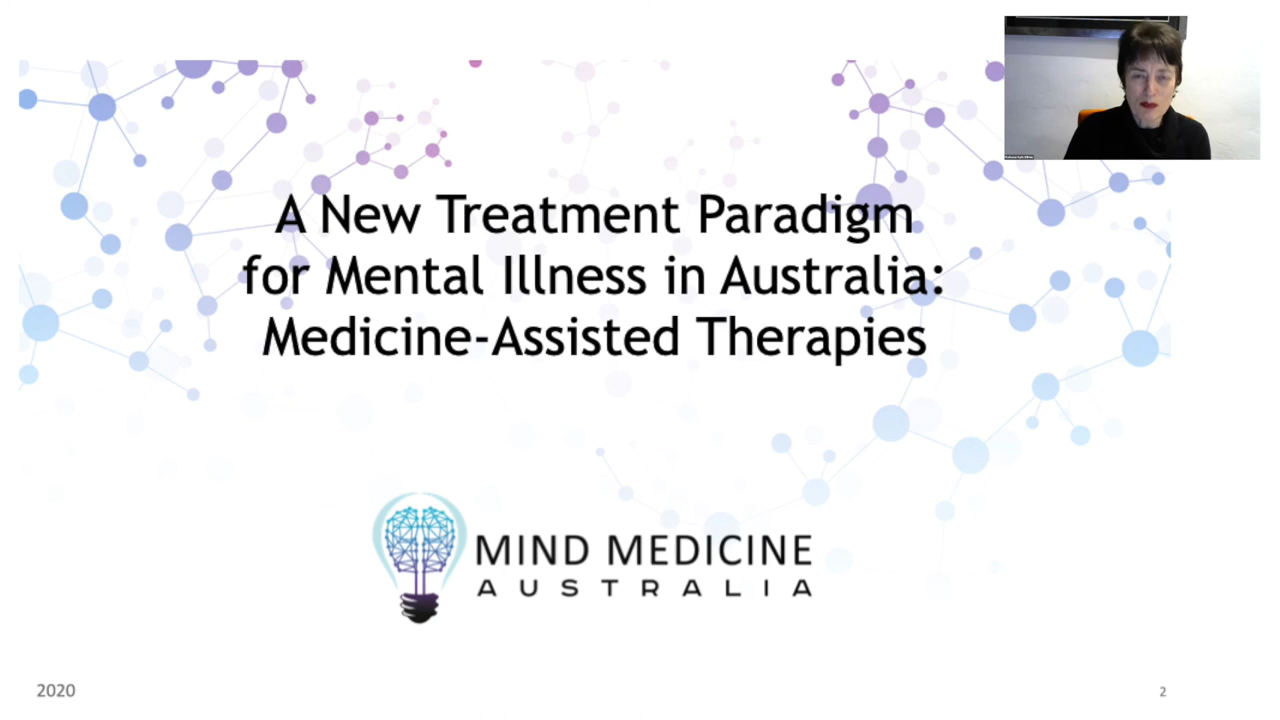 A New Treatment Paradigm
for Mental Illness in Australia:
Medicine-Assisted Therapies
MIND MEDICINE
AUSTRALIA
2020
2